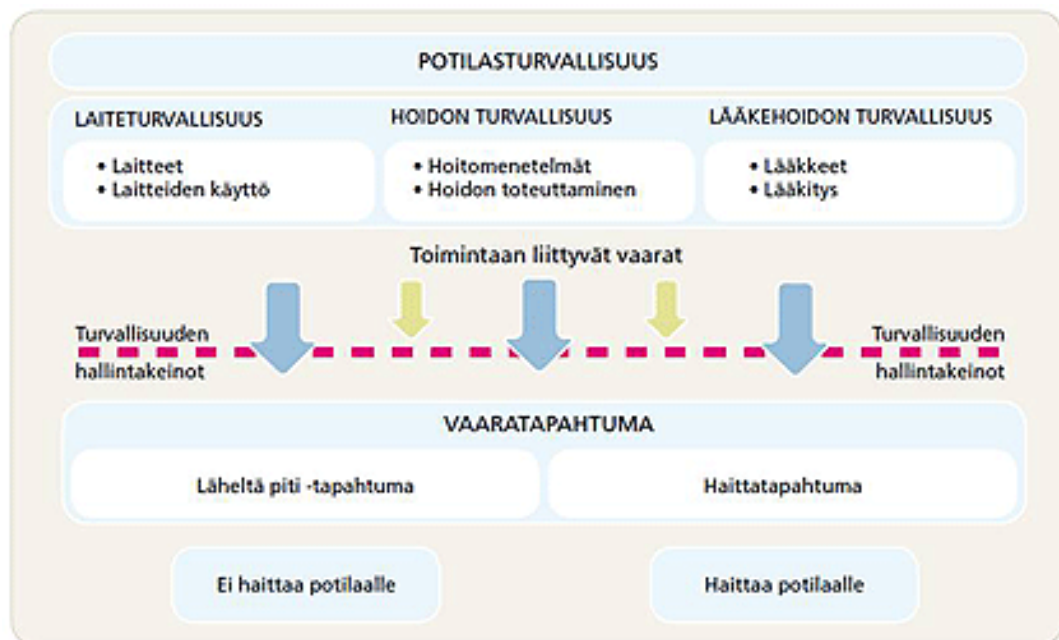 POTILASTURVALLISUUS
LAITETURVALLISUUS
• Laitteet
• Laitteiden käyttö
HOIDON TURVALLISUUS
• Hoitomenetelmät
• Hoidon toteuttaminen
LÄÄKEHOIDON TURVALLISUUS
• Lääkkeet
• Lääkitys
Toimintaan liittyvät vaarat
Turvallisuuden
hallintakeinot
Turvallisuuden
hallintakeinot
VAARATAPAHTUMA
Läheltä piti -tapahtuma
Haittatapahtuma
Ei haittaa potilaalle
Haittaa potilaalle